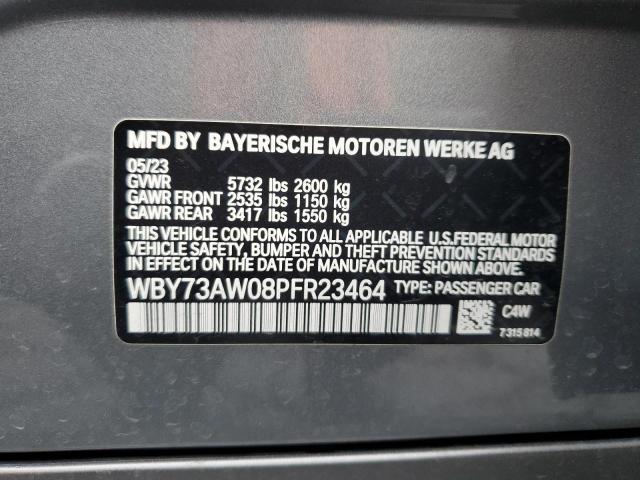 MFD BY BAYERISCHE MOTOREN WERKE AG
05/23
GVWR 5732 lbs 2600 kg
GAWR FRONT 2535 lbs 1150 kg
GAWR REAR 3417 lbs 1550 kg
THIS VEHICLE CONFORMS TO ALL APPLICABLE U.S.FEDERAL MOTOR
VEHICLE SAFETY, BUMPER AND THEFT PREVENTION STANDARDS
IN EFFECT ON THE DATE OF MANUFACTURE SHOWN ABOVE.
WBY73AW08PFR23464 TYPE: PASSENGER CAR
C4W
7315814